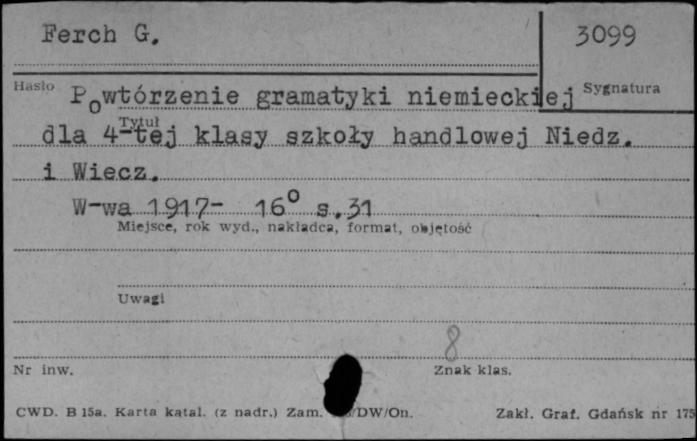 Ferch G.
3099
Hasło
Sygnatura
Powtórzenie gramatyki niemieckiej
Tytuł
dla 4-tej klasy szkoły handlowej Niedz.
i Wiecz.
W-wa 1917- 16° s.31
Miejsce, rok wyd., nakładca, format, objętość
Uwagi
8
Nr inw.
Znak klas.
CWD. B 15a. Karta katal. (z nadr.) Zam. /DW/On.
Zakł. Graf. Gdańsk nr 175